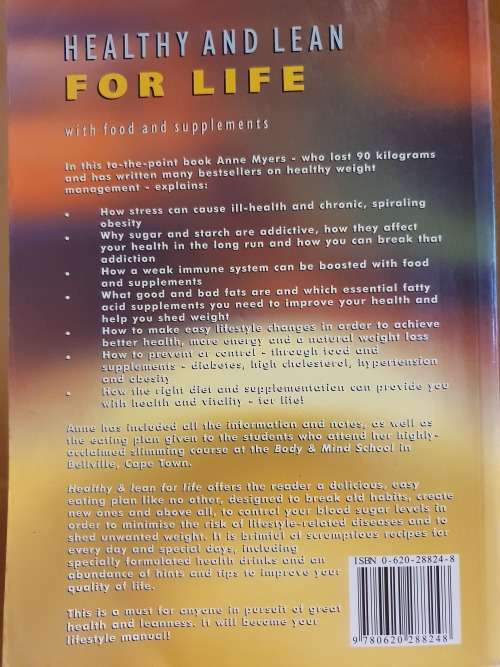 HEALTHY AND LEAN
FOR LIFE
with food and supplements
In this to-the-point book Anne Myers - who lost 90 kilograms
and has written many bestsellers on healthy weight
management - explains:
• How stress can cause ill-health and chronic, spiraling
obesity
• Why sugar and starch are addictive, how they affect
your health in the long run and how you can break that
addiction
• How a weak immune system can be boosted with food
and supplements
• What good and bad fats are and which essential fatty
acid supplements you need to improve your health and
help you shed weight
• How to make easy lifestyle changes in order to achieve
better health, more energy and a natural weight loss
• How to prevent or control - through food and
supplements - diabetes, high cholesterol, hypertension
and obesity
• How the right diet and supplementation can provide you
with health and vitality - for life!
Anne has included all the information and notes, as well as
the eating plan given to the students who attend her highly-
acclaimed slimming course at the Body & Mind School in
Bellville, Cape Town.
Healthy & lean for life offers the reader a delicious, easy
eating plan like no other, designed to break old habits, create
new ones and above all, to control your blood sugar levels in
order to minimise the risk of lifestyle-related diseases and to
shed unwanted weight. It is brimful of scrumptious recipes for
every day and special days, including
specially formulated health drinks and an
abundance of hints and tips to improve your
quality of life.
This is a must for anyone in pursuit of great
health and leanness. It will become your
lifestyle manual!
ISBN 0-620-28824-8
9 780620 288248